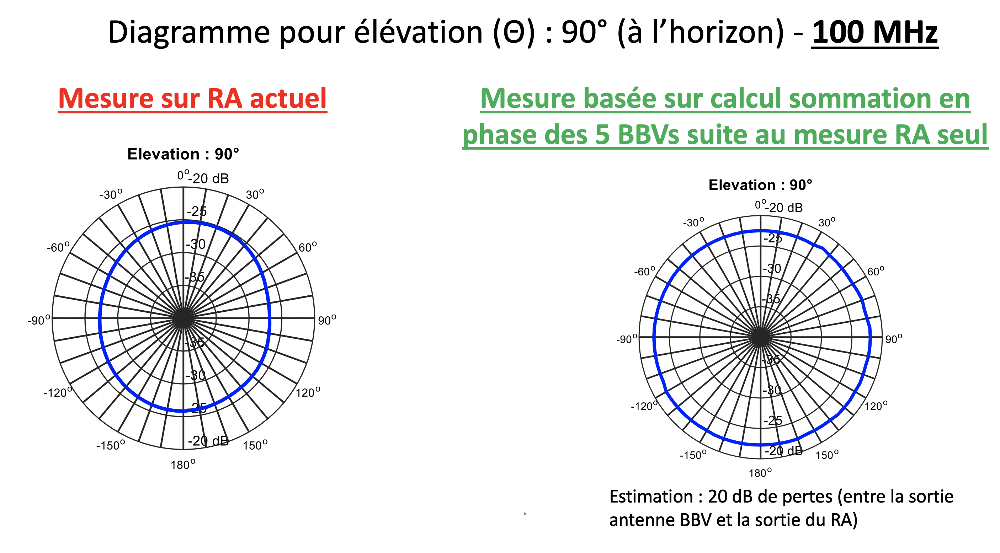 Diagramme pour élévation (Θ) : 90° (à l’horizon) - 100 MHz
Mesure sur RA actuel
Elevation : 90°
0° -20 dB
-30°
30°
-25
-60°
-30
60°
-35
-90°
90°
-35
-120°
-30
120°
-25
-150°
-20 dB
150°
180°
Mesure basée sur calcul sommation en
phase des 5 BBVs suite au mesure RA seul
Elevation : 90°
0° -20 dB
-30°
30°
-25
-60°
-30
60°
-35
-90°
90°
-35
-120°
-30
120°
-25
-150°
-20 dB
150°
180°
Estimation : 20 dB de pertes (entre la sortie
antenne BBV et la sortie du RA)